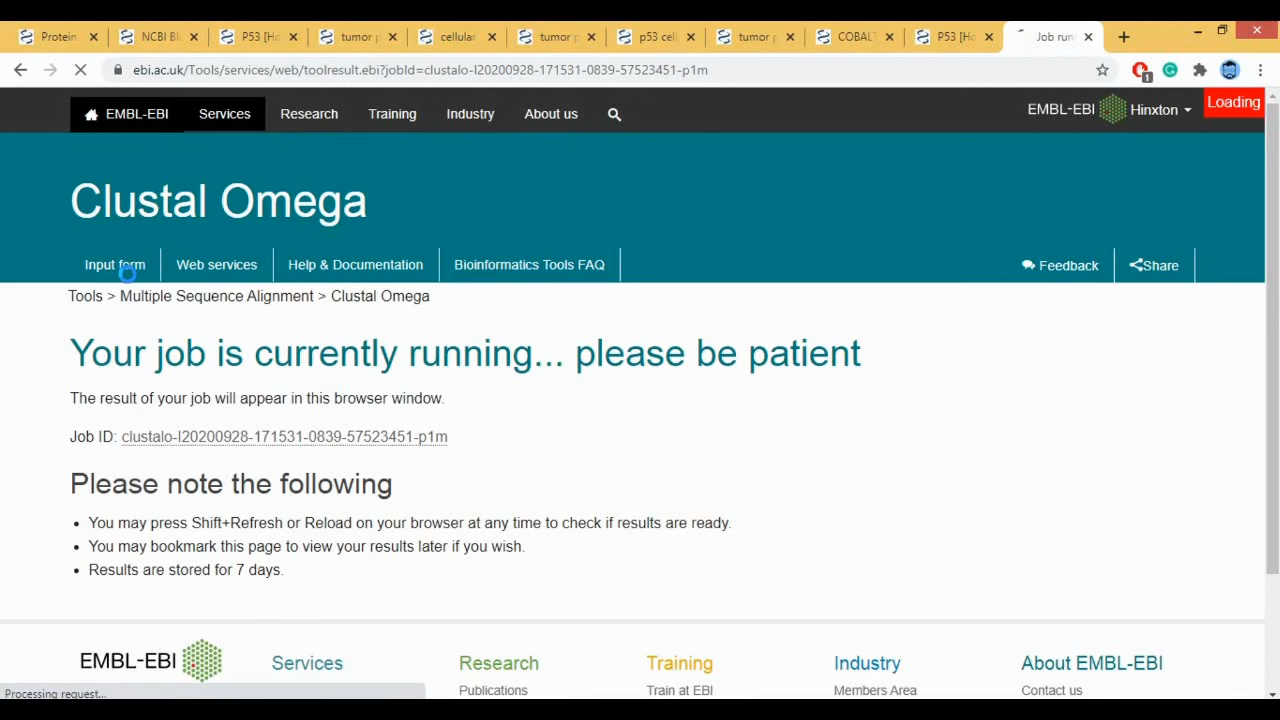 Protein
NCBI Bl
P53 [Ho
tumor p
cellular
tumor p
p53 cell
tumor p
COBALT
P53 [Ho
Job run
ebi.ac.uk/Tools/services/web/toolresult.ebi?jobId=clustalo-I20200928-171531-0839-57523451-p1m
1
EMBL-EBI
Services
Research
Training
Industry
About us
EMBL-EBI
Hinxton
Loading
Clustal Omega
Input form
Web services
Help & Documentation
Bioinformatics Tools FAQ
Feedback
Share
Tools > Multiple Sequence Alignment > Clustal Omega
Your job is currently running... please be patient
The result of your job will appear in this browser window.
Job ID: clustalo-I20200928-171531-0839-57523451-p1m
Please note the following
• You may press Shift+Refresh or Reload on your browser at any time to check if results are ready.
• You may bookmark this page to view your results later if you wish.
• Results are stored for 7 days.
EMBL-EBI
Services
Research
Training
Industry
About EMBL-EBI
Publications
Train at EBI
Members Area
Contact us
Processing request...